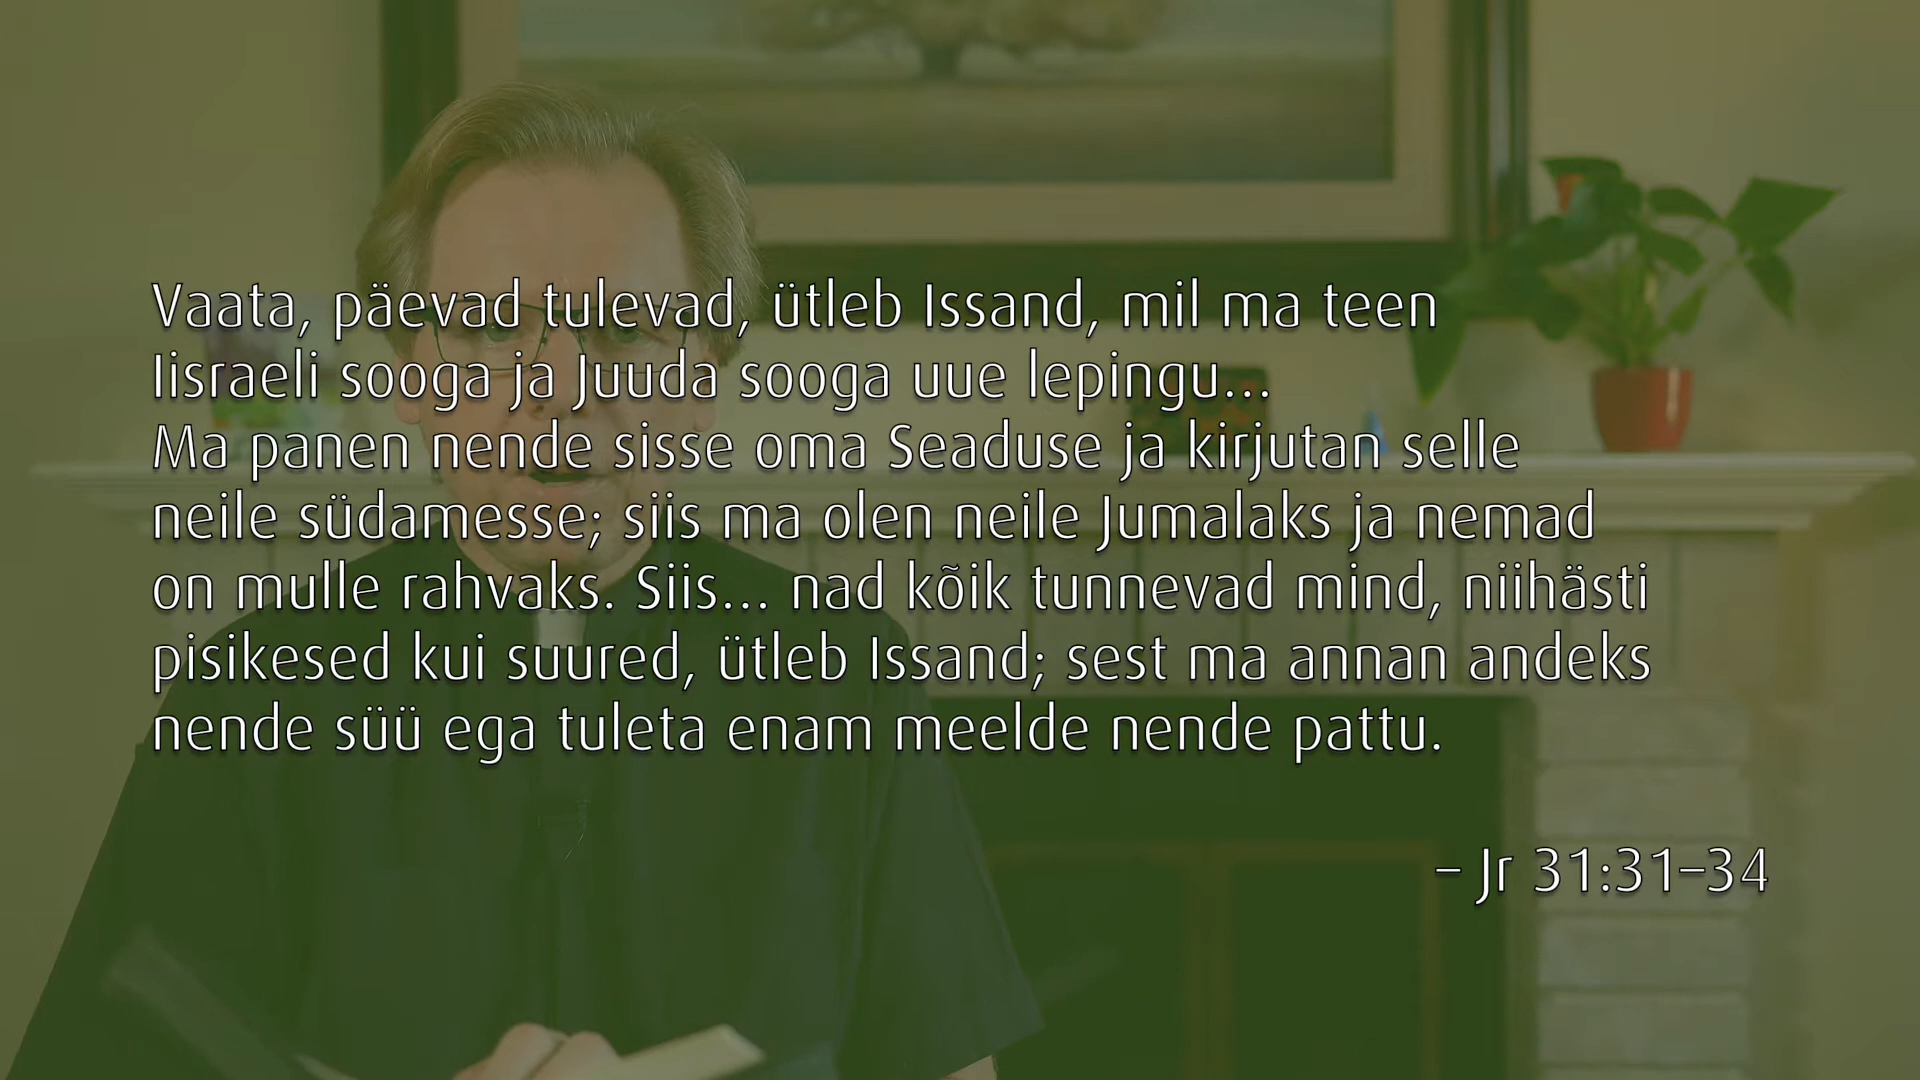 Vaata, päevad tulevad, ütleb Issand, mil ma teen
Iisraeli sooga ja Juuda sooga uue lepingu...
Ma panen nende sisse oma Seaduse ja kirjutan selle
neile südamesse; siis ma olen neile Jumalaks ja nemad
on mulle rahvaks. Siis... nad kõik tunnevad mind, niihästi
pisikesed kui suured, ütleb Issand; sest ma annan andeks
nende süü ega tuleta enam meelde nende pattu.
– Jr 31:31–34